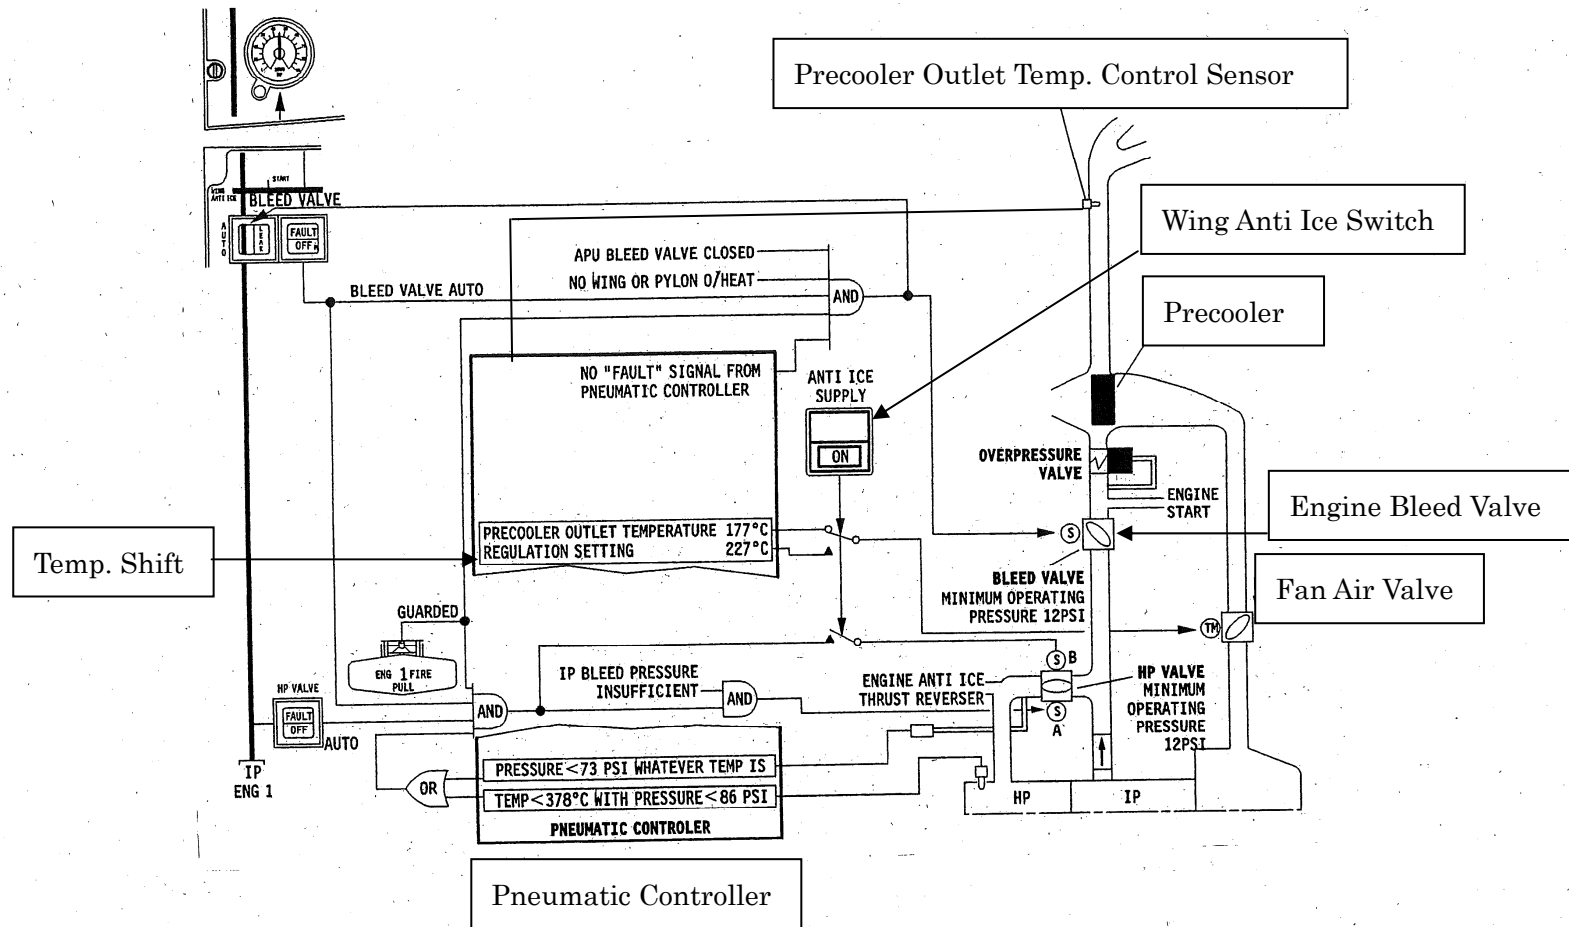 Precooler Outlet Temp. Control Sensor
START
WING
ANTI ICE
BLEED VALVE
AUTO
LEAK
FAULT
OFF
Wing Anti Ice Switch
APU BLEED VALVE CLOSED
NO WING OR PYLON O/HEAT
BLEED VALVE AUTO
AND
Precooler
NO "FAULT" SIGNAL FROM
PNEUMATIC CONTROLLER
ANTI ICE
SUPPLY
ON
OVERPRESSURE
VALVE
ENGINE
START
Engine Bleed Valve
S
PRECOOLER OUTLET TEMPERATURE 177°C
REGULATION SETTING 227°C
Temp. Shift
BLEED VALVE
MINIMUM OPERATING
PRESSURE 12PSI
Fan Air Valve
TM
GUARDED
ENG 1 FIRE
PULL
IP BLEED PRESSURE
INSUFFICIENT
AND
ENGINE ANTI ICE
THRUST REVERSER
S B
HP VALVE
MINIMUM
OPERATING
PRESSURE
12PSI
HP VALVE
FAULT
OFF
AUTO
AND
S
A
IP
ENG 1
OR
PRESSURE<73 PSI WHATEVER TEMP IS
TEMP<378°C WITH PRESSURE<86 PSI
PNEUMATIC CONTROLER
HP
IP
Pneumatic Controller